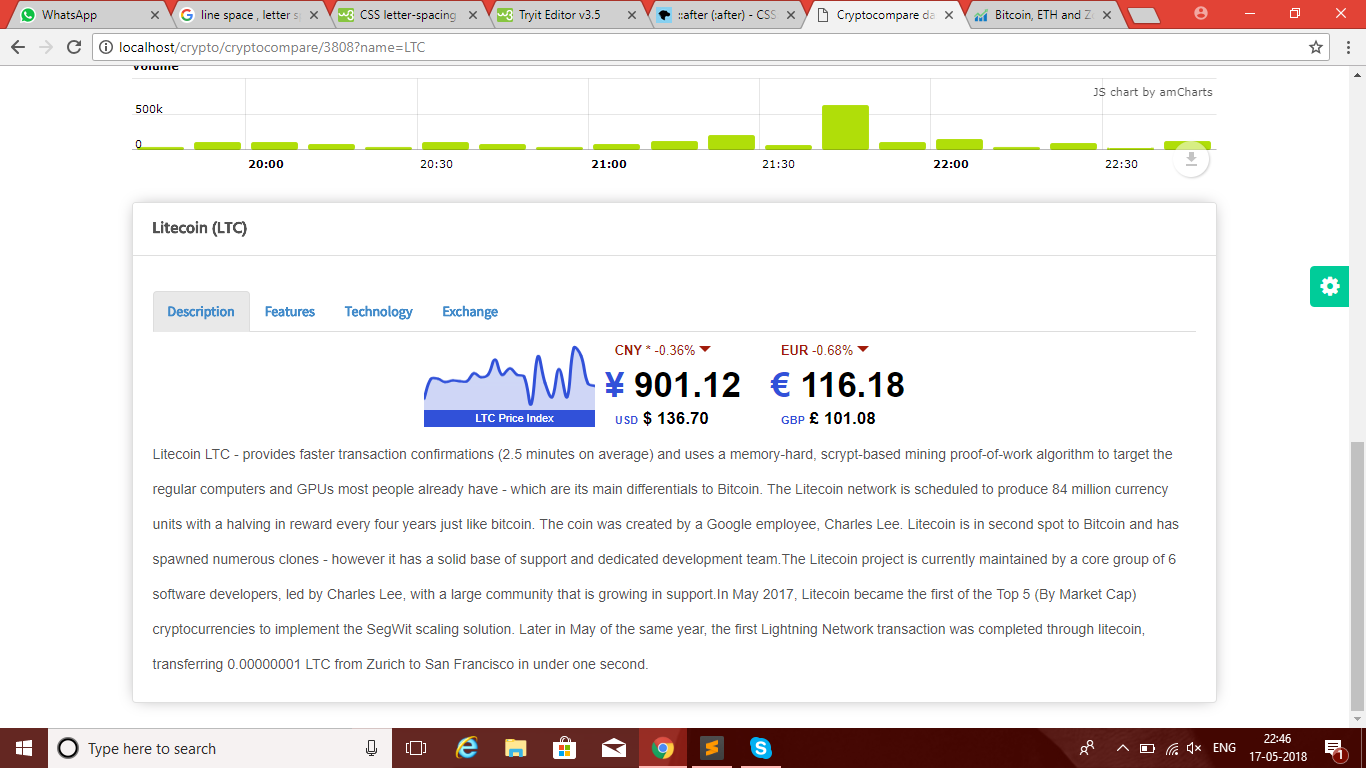 WhatsApp
line space , letter s
CSS letter-spacing
Tryit Editor v3.5
::after (:after) - CSS
Cryptocompare da
Bitcoin, ETH and Z
localhost/crypto/cryptocompare/3808?name=LTC
Volume
JS chart by amCharts
500k
0
20:00 20:30 21:00 21:30 22:00 22:30
Litecoin (LTC)
Description Features Technology Exchange
CNY * -0.36% EUR -0.68%
¥ 901.12 € 116.18
LTC Price Index
USD $ 136.70 GBP £ 101.08
Litecoin LTC - provides faster transaction confirmations (2.5 minutes on average) and uses a memory-hard, scrypt-based mining proof-of-work algorithm to target the
regular computers and GPUs most people already have - which are its main differentials to Bitcoin. The Litecoin network is scheduled to produce 84 million currency
units with a halving in reward every four years just like bitcoin. The coin was created by a Google employee, Charles Lee. Litecoin is in second spot to Bitcoin and has
spawned numerous clones - however it has a solid base of support and dedicated development team.The Litecoin project is currently maintained by a core group of 6
software developers, led by Charles Lee, with a large community that is growing in support.In May 2017, Litecoin became the first of the Top 5 (By Market Cap)
cryptocurrencies to implement the SegWit scaling solution. Later in May of the same year, the first Lightning Network transaction was completed through litecoin,
transferring 0.00000001 LTC from Zurich to San Francisco in under one second.
Type here to search
ENG
22:46
17-05-2018
1